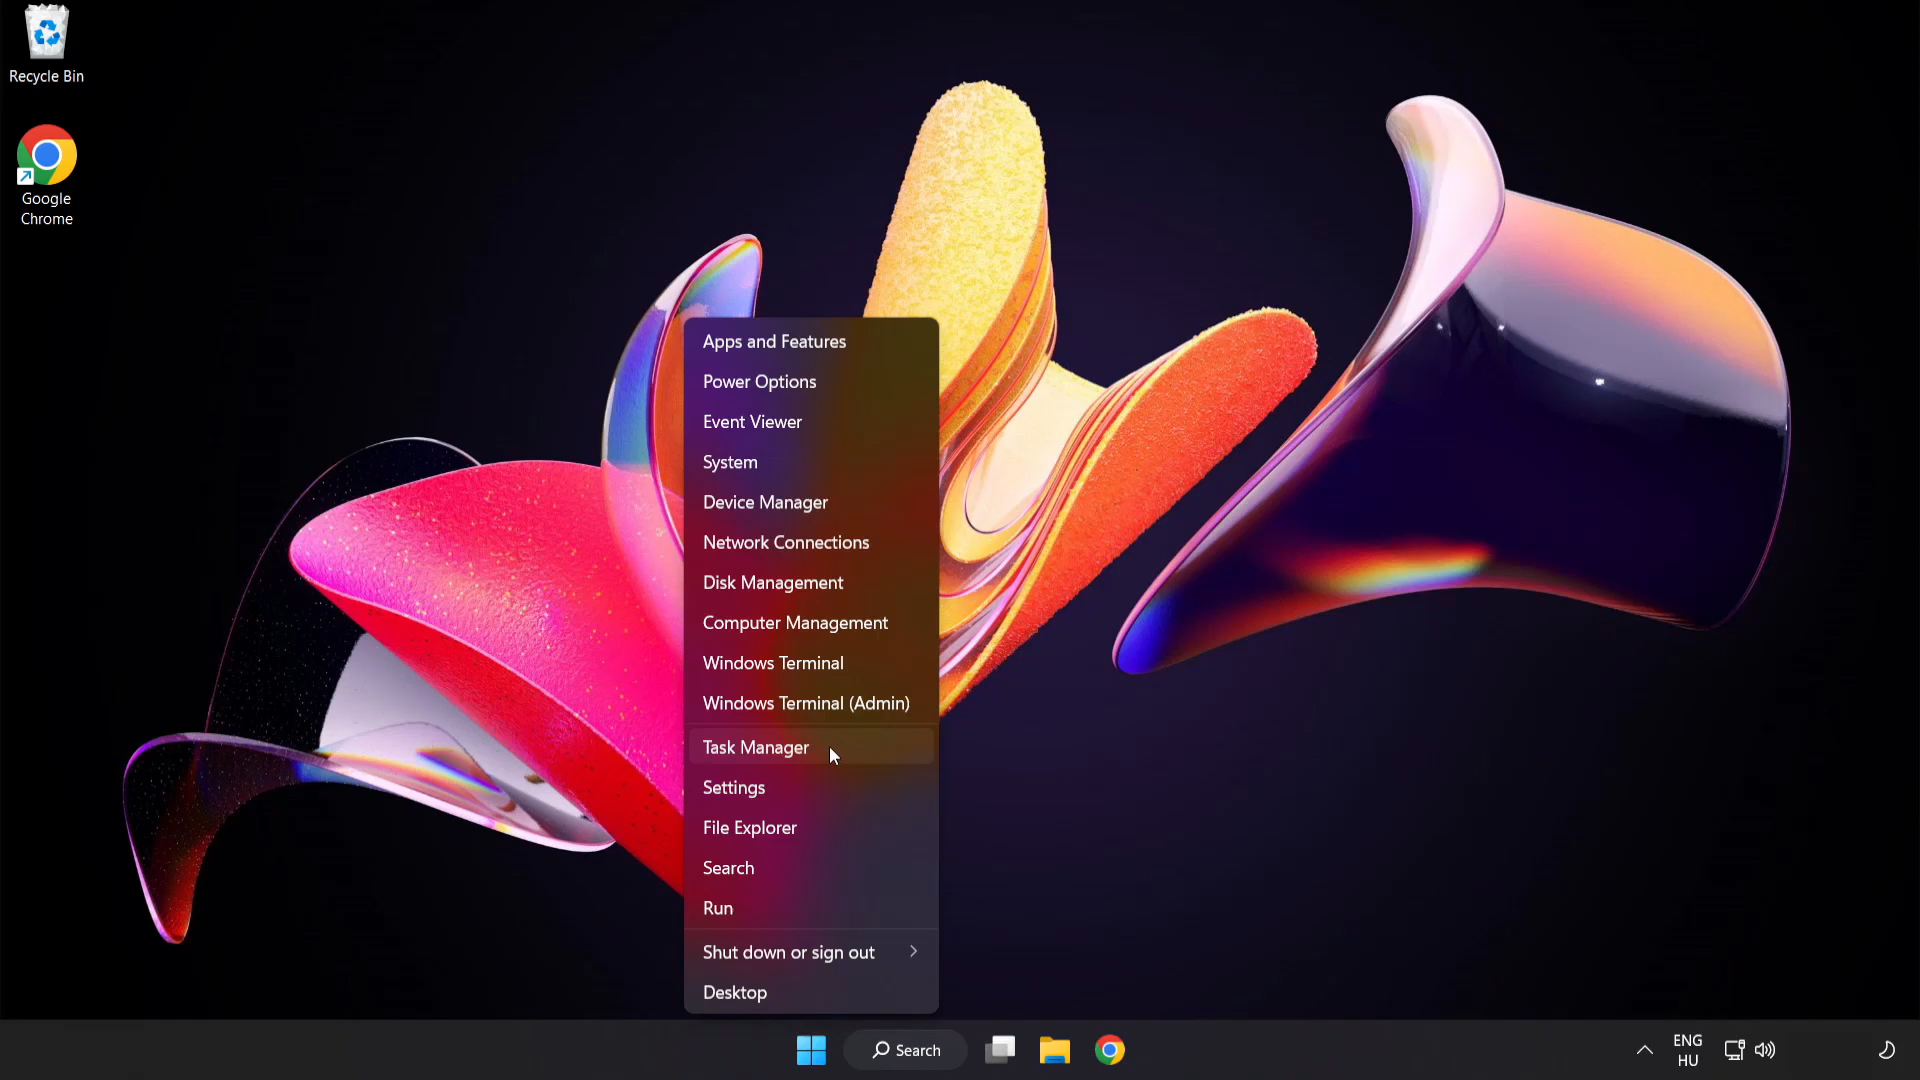 Recycle Bin
Google
Chrome
Apps and Features
Power Options
Event Viewer
System
Device Manager
Network Connections
Disk Management
Computer Management
Windows Terminal
Windows Terminal (Admin)
Task Manager
Settings
File Explorer
Search
Run
Shut down or sign out
Desktop
Search
ENG
HU